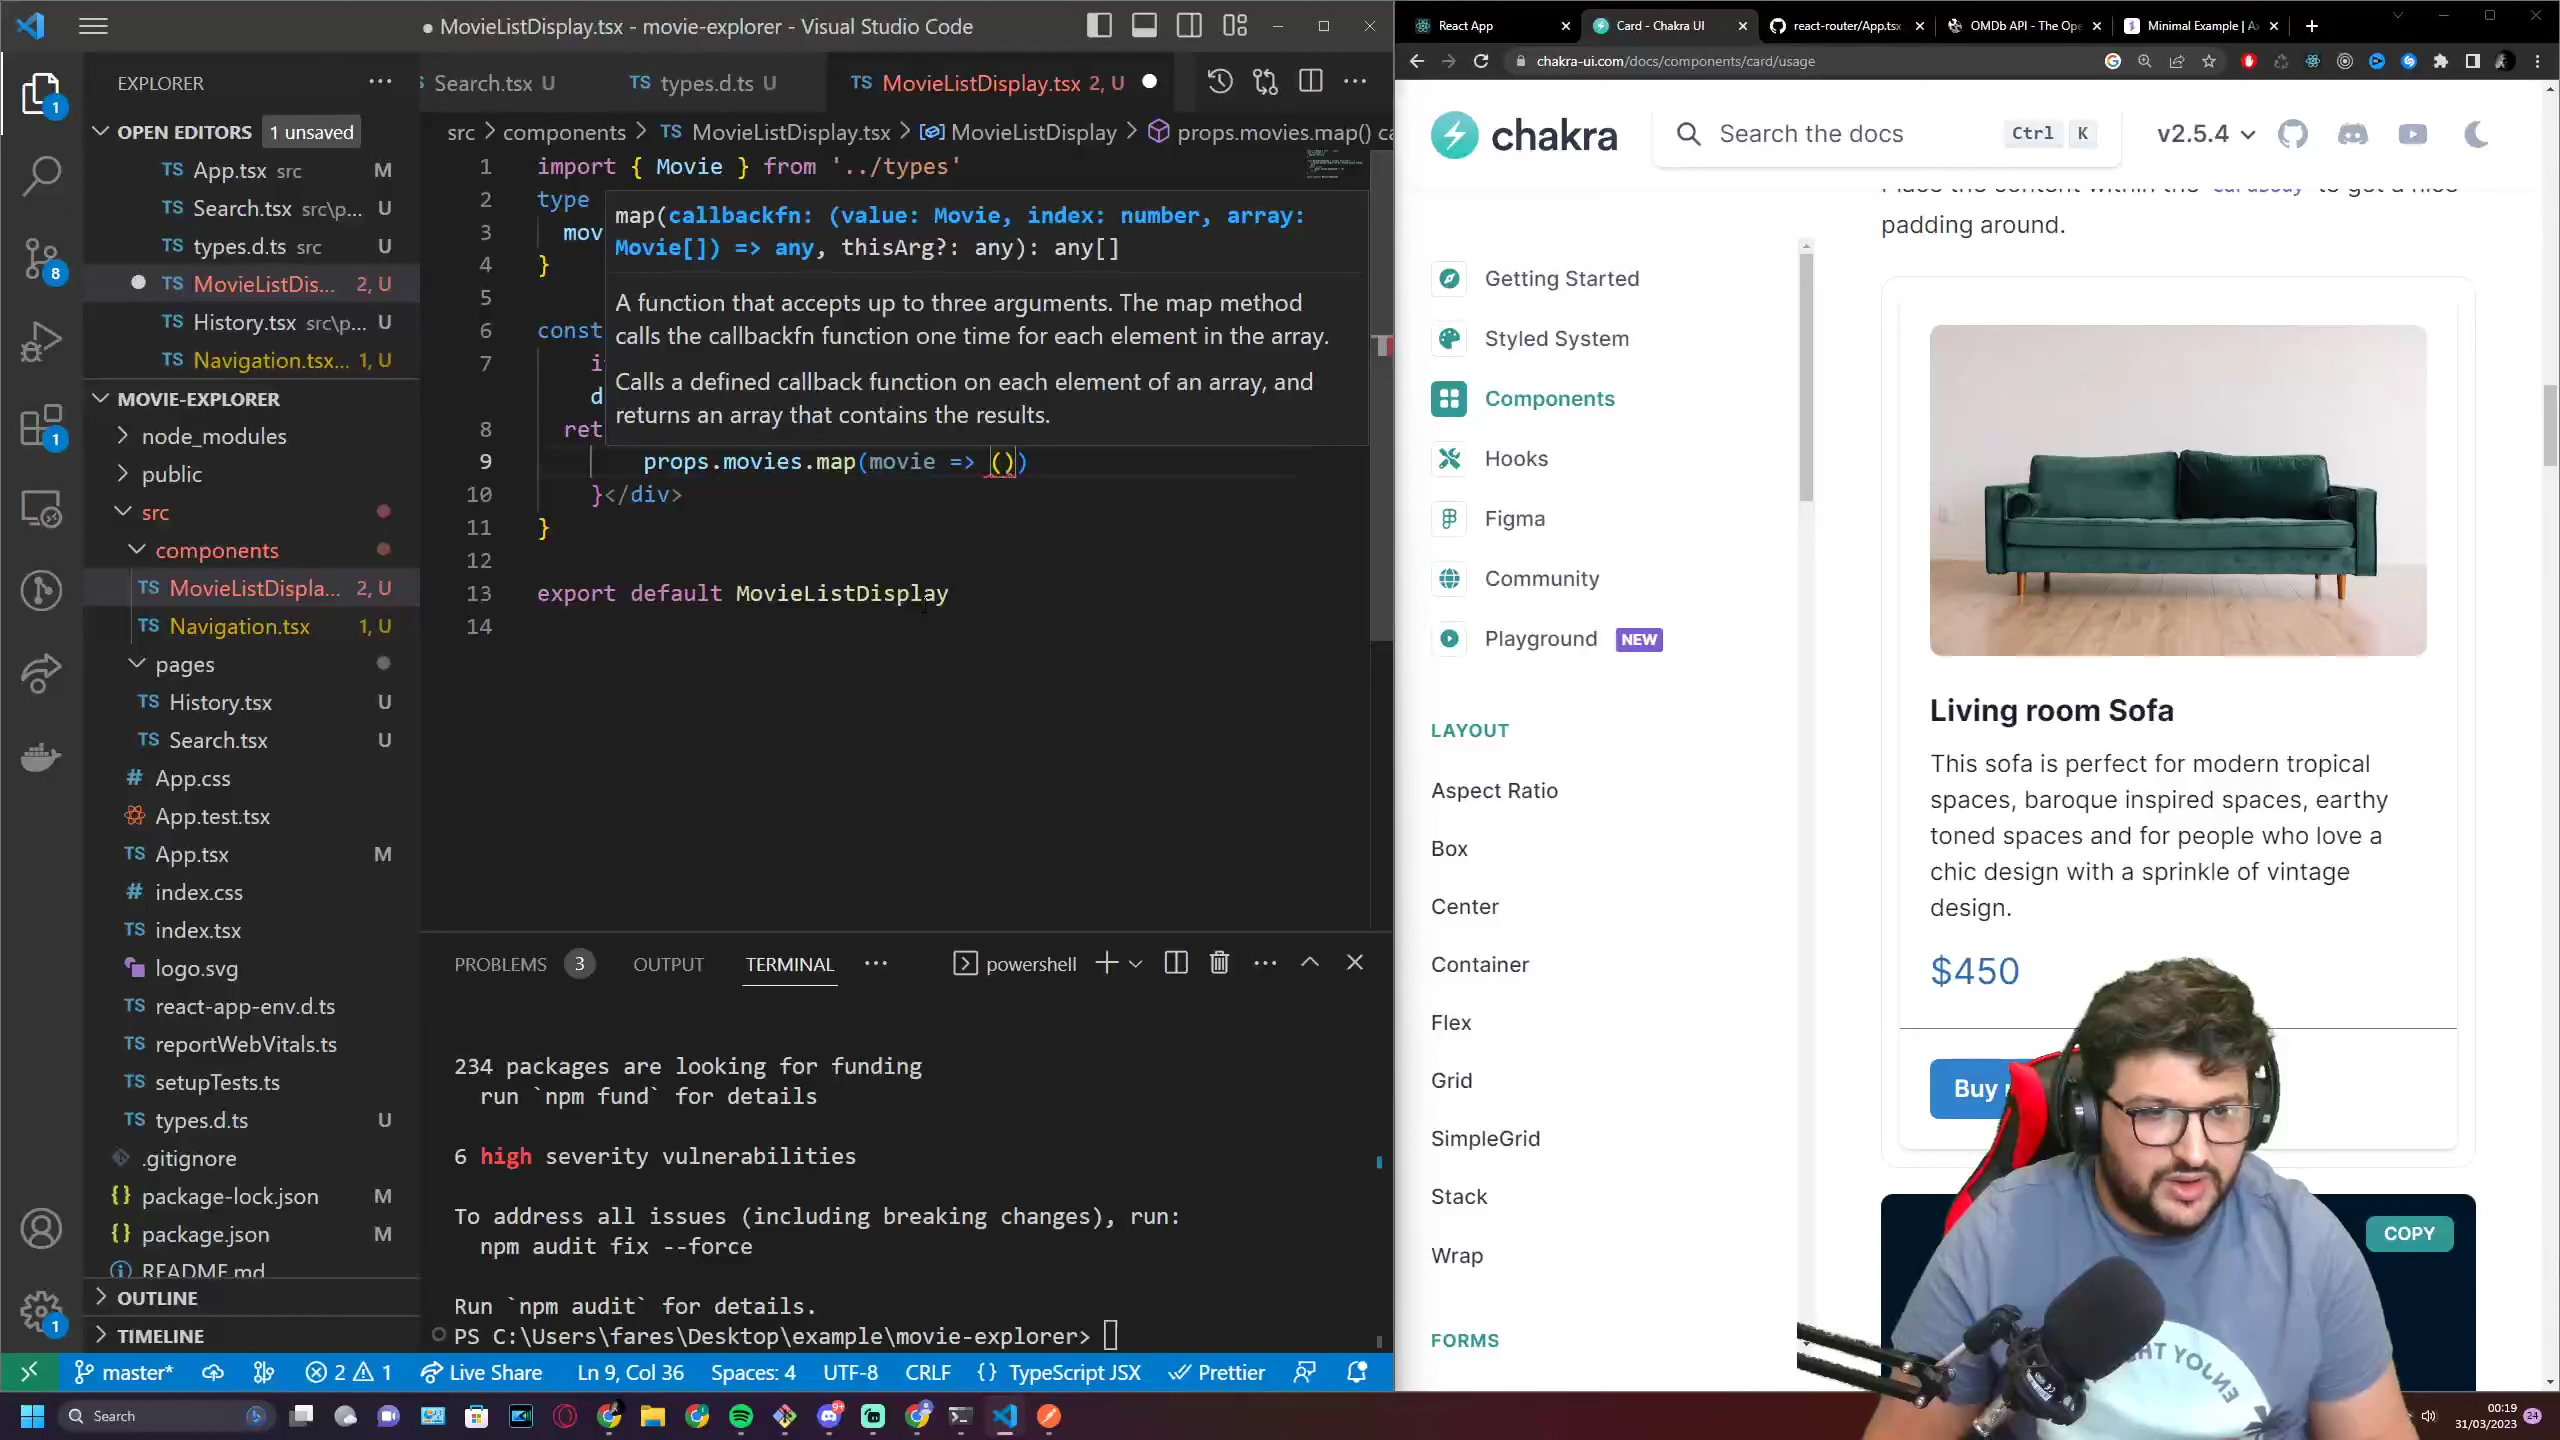 MovieListDisplay.tsx - movie-explorer - Visual Studio Code
EXPLORER
OPEN EDITORS 1 unsaved
App.tsx src M
Search.tsx src\p... U
types.d.ts src U
MovieListDis... 2, U
History.tsx src\p... U
Navigation.tsx... 1, U
MOVIE-EXPLORER
node_modules
public
src
components
MovieListDispla... 2, U
Navigation.tsx 1, U
pages
History.tsx U
Search.tsx U
App.css
App.test.tsx
App.tsx M
index.css
index.tsx
logo.svg
react-app-env.d.ts
reportWebVitals.ts
setupTests.ts
types.d.ts U
.gitignore
package-lock.json M
package.json M
README.md
OUTLINE
TIMELINE
Search.tsx U
types.d.ts U
MovieListDisplay.tsx 2, U
src > components > MovieListDisplay.tsx > MovieListDisplay > props.movies.map() ca
1 import { Movie } from '../types'
2 type
3 mov
4 }
5
6 const
7 i
d
8 ret
9 props.movies.map(movie => ())
10 }</div>
11 }
12
13 export default MovieListDisplay
14
map(callbackfn: (value: Movie, index: number, array:
Movie[]) => any, thisArg?: any): any[]
A function that accepts up to three arguments. The map method
calls the callbackfn function one time for each element in the array.
Calls a defined callback function on each element of an array, and
returns an array that contains the results.
PROBLEMS 3 OUTPUT TERMINAL powershell
234 packages are looking for funding
run `npm fund` for details
6 high severity vulnerabilities
To address all issues (including breaking changes), run:
npm audit fix --force
Run `npm audit` for details.
PS C:\Users\fares\Desktop\example\movie-explorer>
master* 2 1 Live Share Ln 9, Col 36 Spaces: 4 UTF-8 CRLF {} TypeScript JSX Prettier
React App
Card - Chakra UI
react-router/App.tsx
OMDb API - The Ope
Minimal Example | Ax
chakra-ui.com/docs/components/card/usage
chakra
Search the docs Ctrl K
v2.5.4
Getting Started
Styled System
Components
Hooks
Figma
Community
Playground NEW
LAYOUT
Aspect Ratio
Box
Center
Container
Flex
Grid
SimpleGrid
Stack
Wrap
FORMS
Place the content within the CardBody to get a nice
padding around.
Living room Sofa
This sofa is perfect for modern tropical
spaces, baroque inspired spaces, earthy
toned spaces and for people who love a
chic design with a sprinkle of vintage
design.
$450
Buy
COPY
Search
00:19
31/03/2023
24